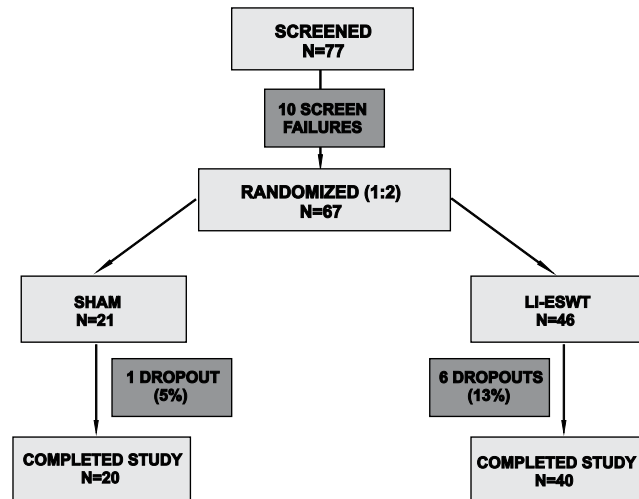 SCREENED
N=77
10 SCREEN
FAILURES
RANDOMIZED (1:2)
N=67
SHAM
N=21
LI-ESWT
N=46
1 DROPOUT
(5%)
6 DROPOUTS
(13%)
COMPLETED STUDY
N=20
COMPLETED STUDY
N=40